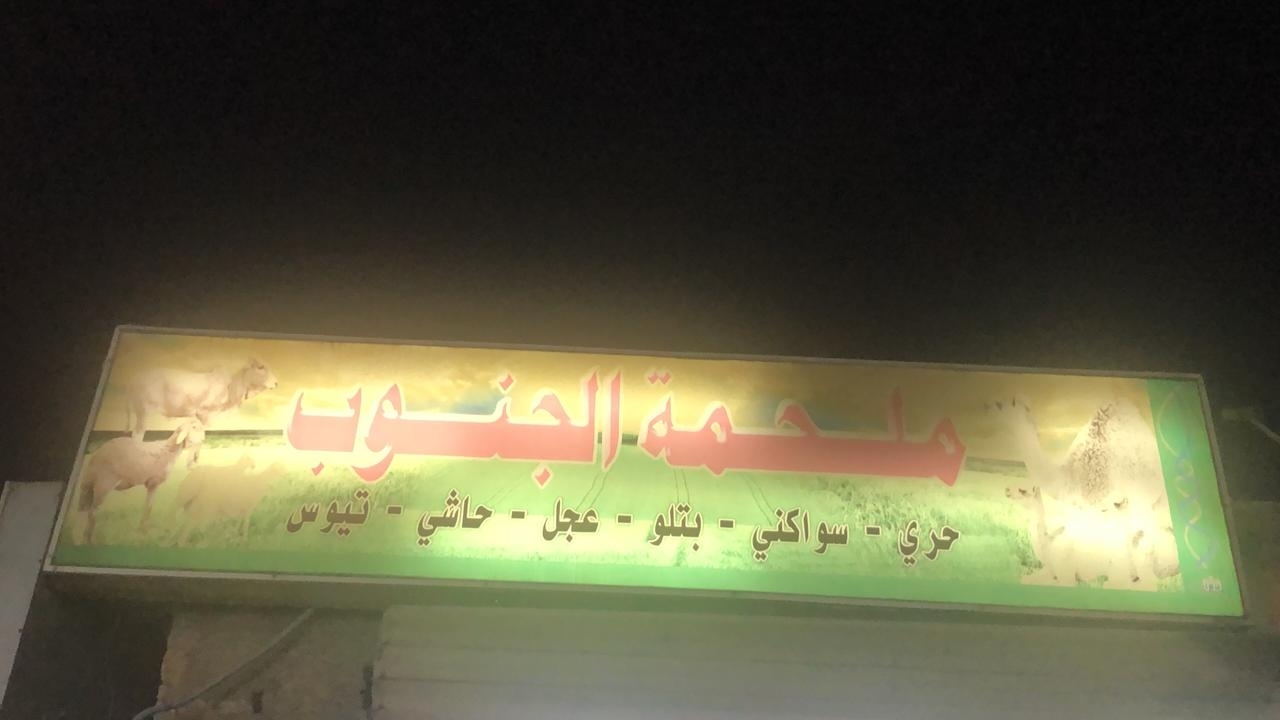 ملحمة الجنوب
حري - سواكني - بتلو - عجل - حاشي - تيوس